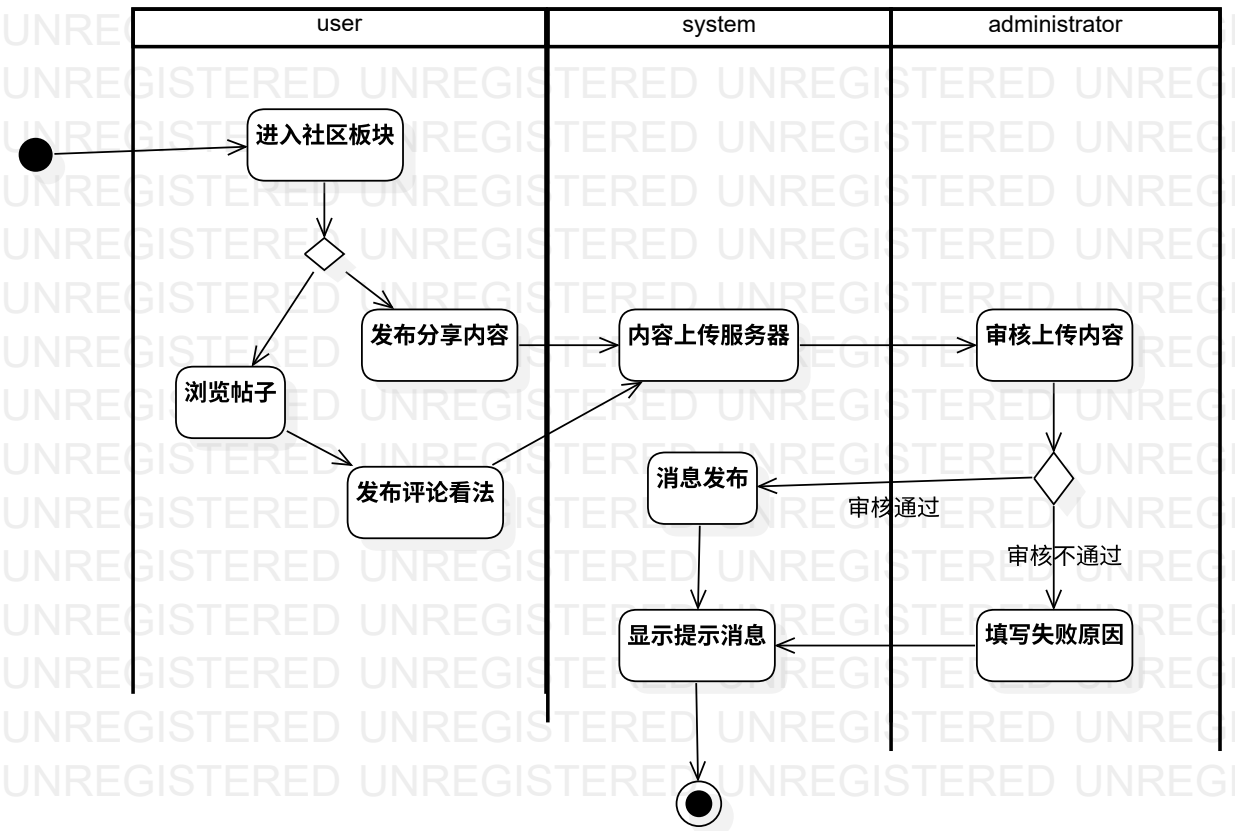 user
system
administrator
进入社区板块
发布分享内容
内容上传服务器
审核上传内容
浏览帖子
发布评论看法
消息发布
审核通过
审核不通过
显示提示消息
填写失败原因
UNREGISTERED UNREGISTERED UNREGISTERED UNREGI